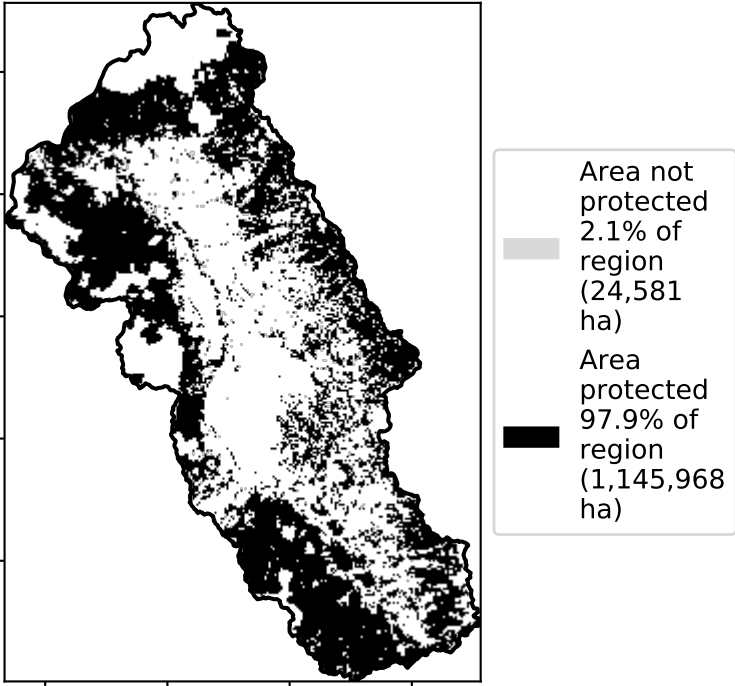 Area not
protected
2.1% of
region
(24,581
ha)
Area
protected
97.9% of
region
(1,145,968
ha)